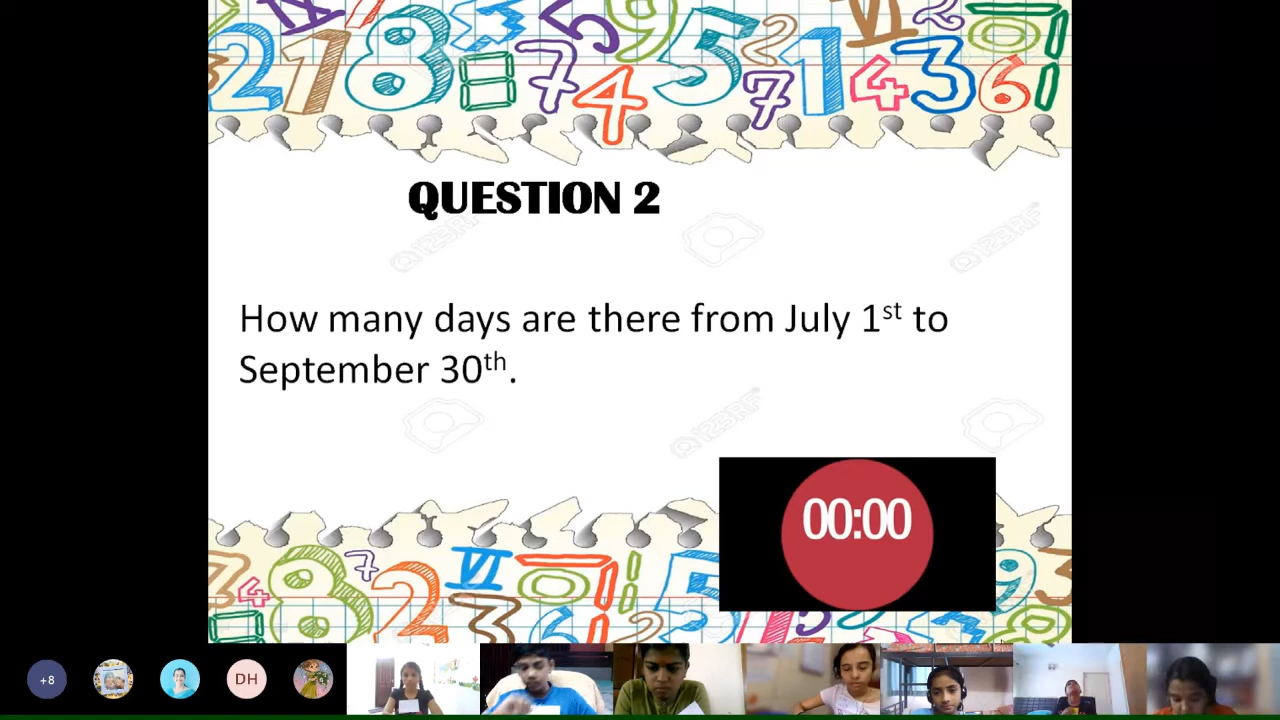 QUESTION 2
How many days are there from July 1st to
September 30th.
00:00
+8
DH